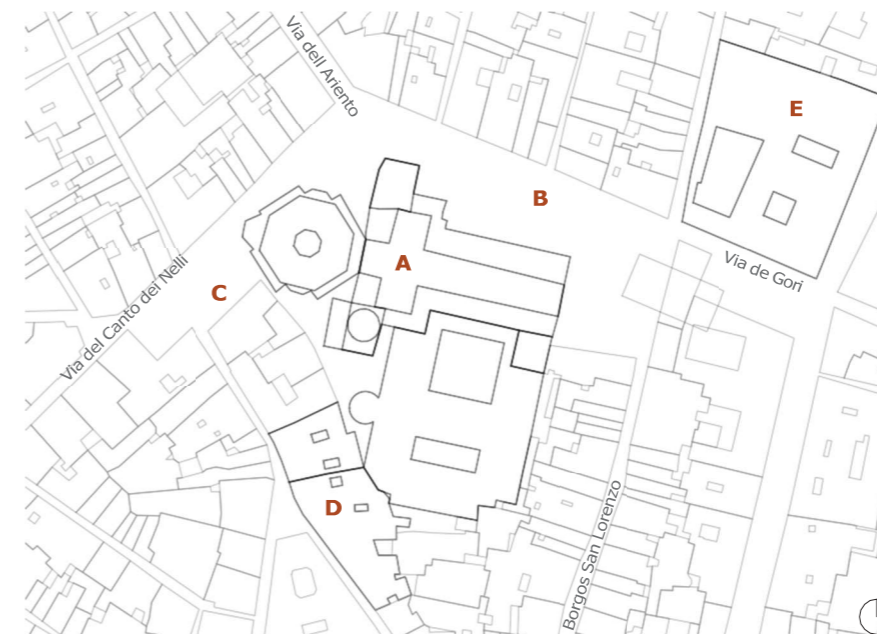 Via dell Ariento
E
B
A
Via de Gori
C
Via del Canto dei Nelli
D
Borgos San Lorenzo